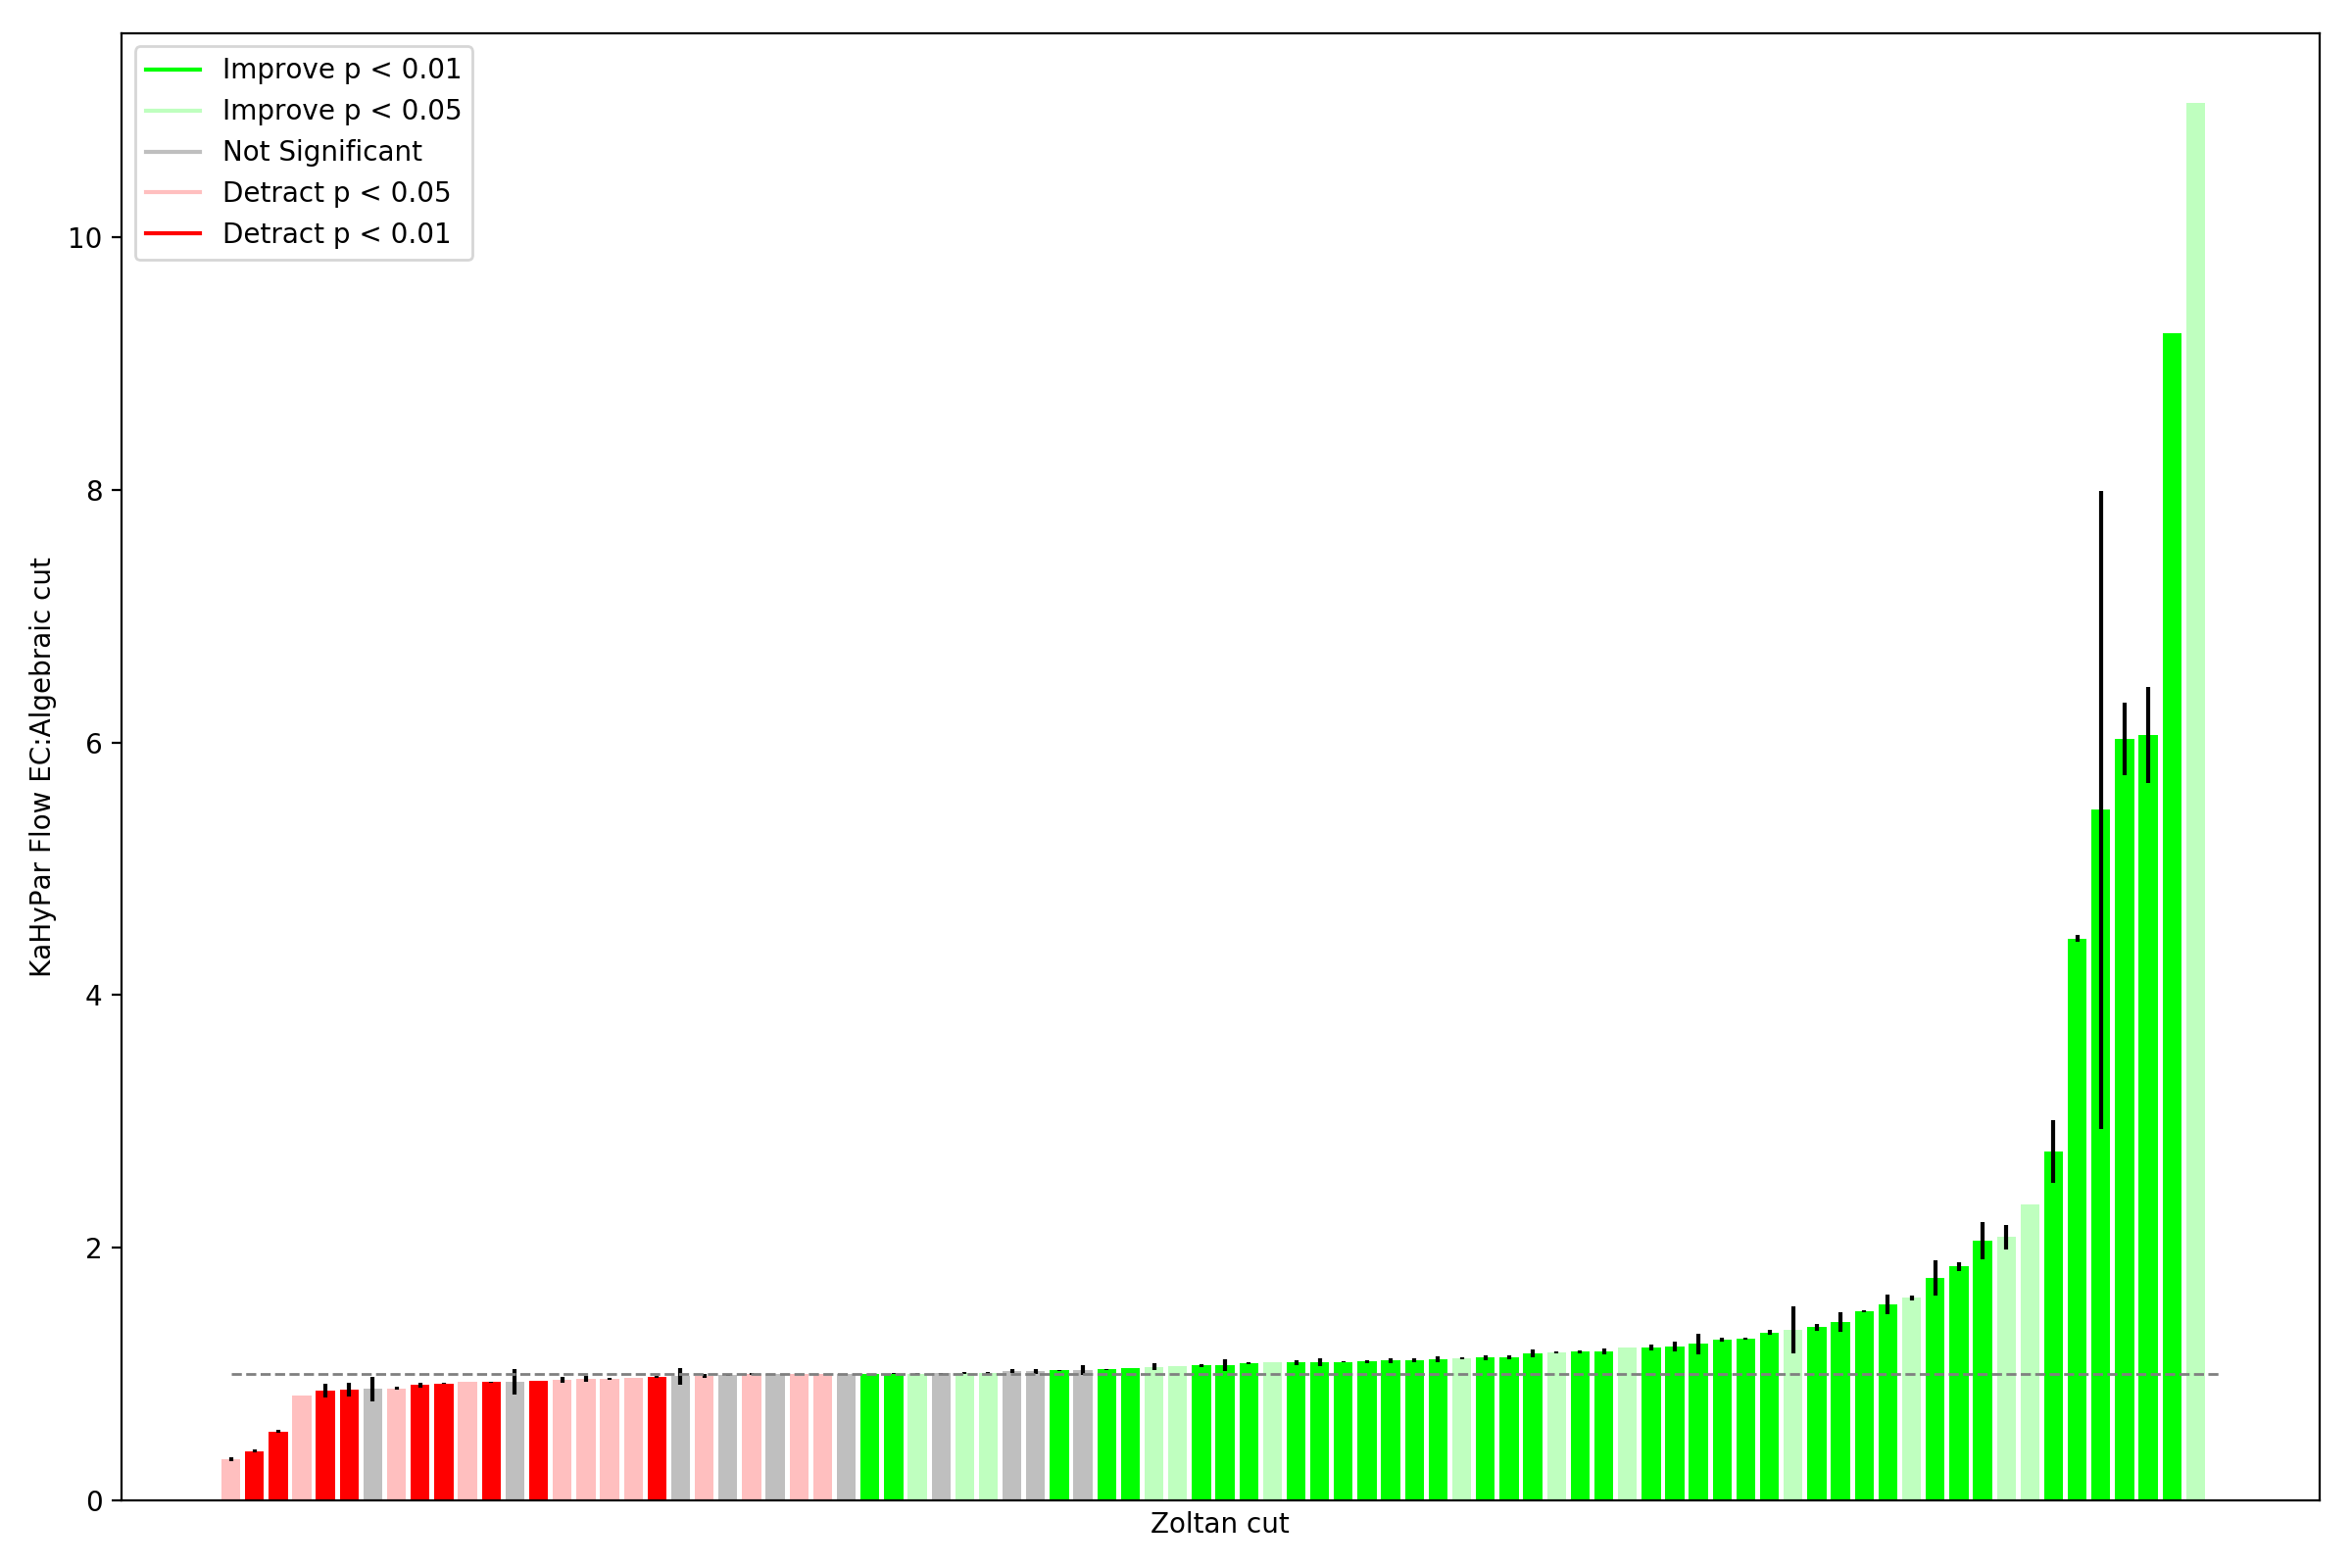 Improve p < 0.01
Improve p < 0.05
Not Significant
Detract p < 0.05
Detract p < 0.01
10
8
6
4
2
0
KaHyPar Flow EC:Algebraic cut
Zoltan cut